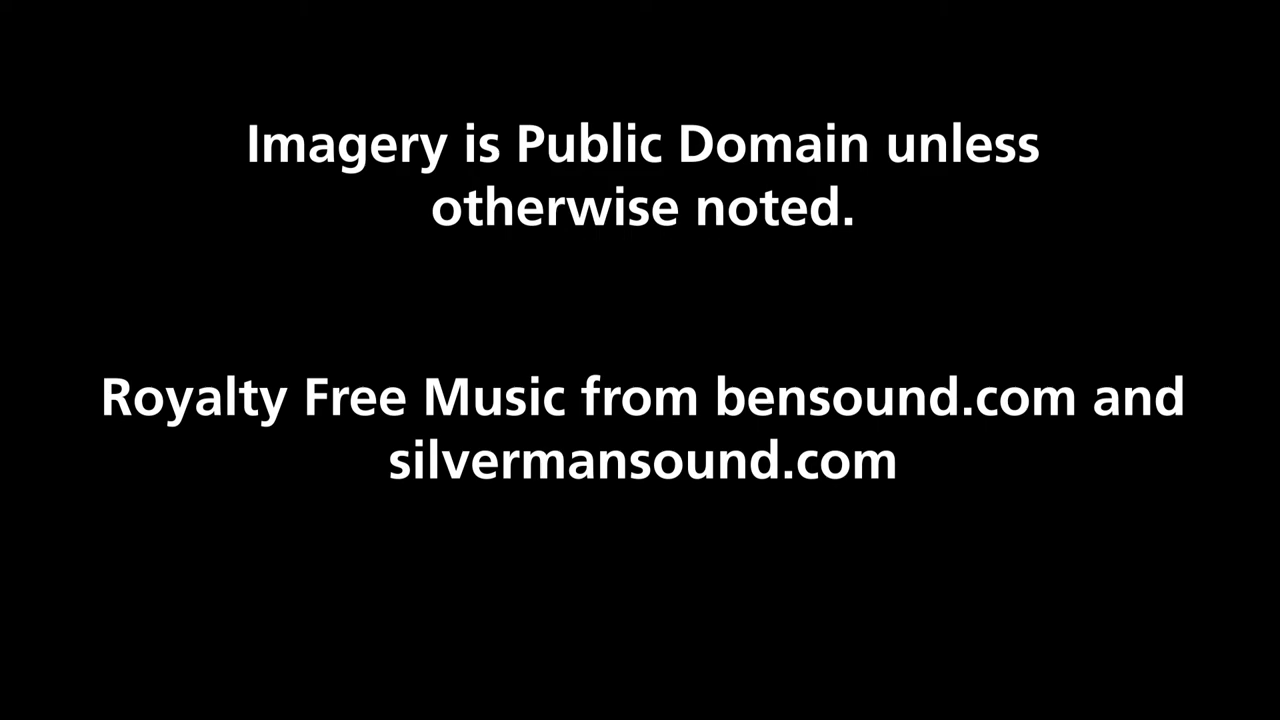 Imagery is Public Domain unless
otherwise noted.
Royalty Free Music from bensound.com and
silvermansound.com